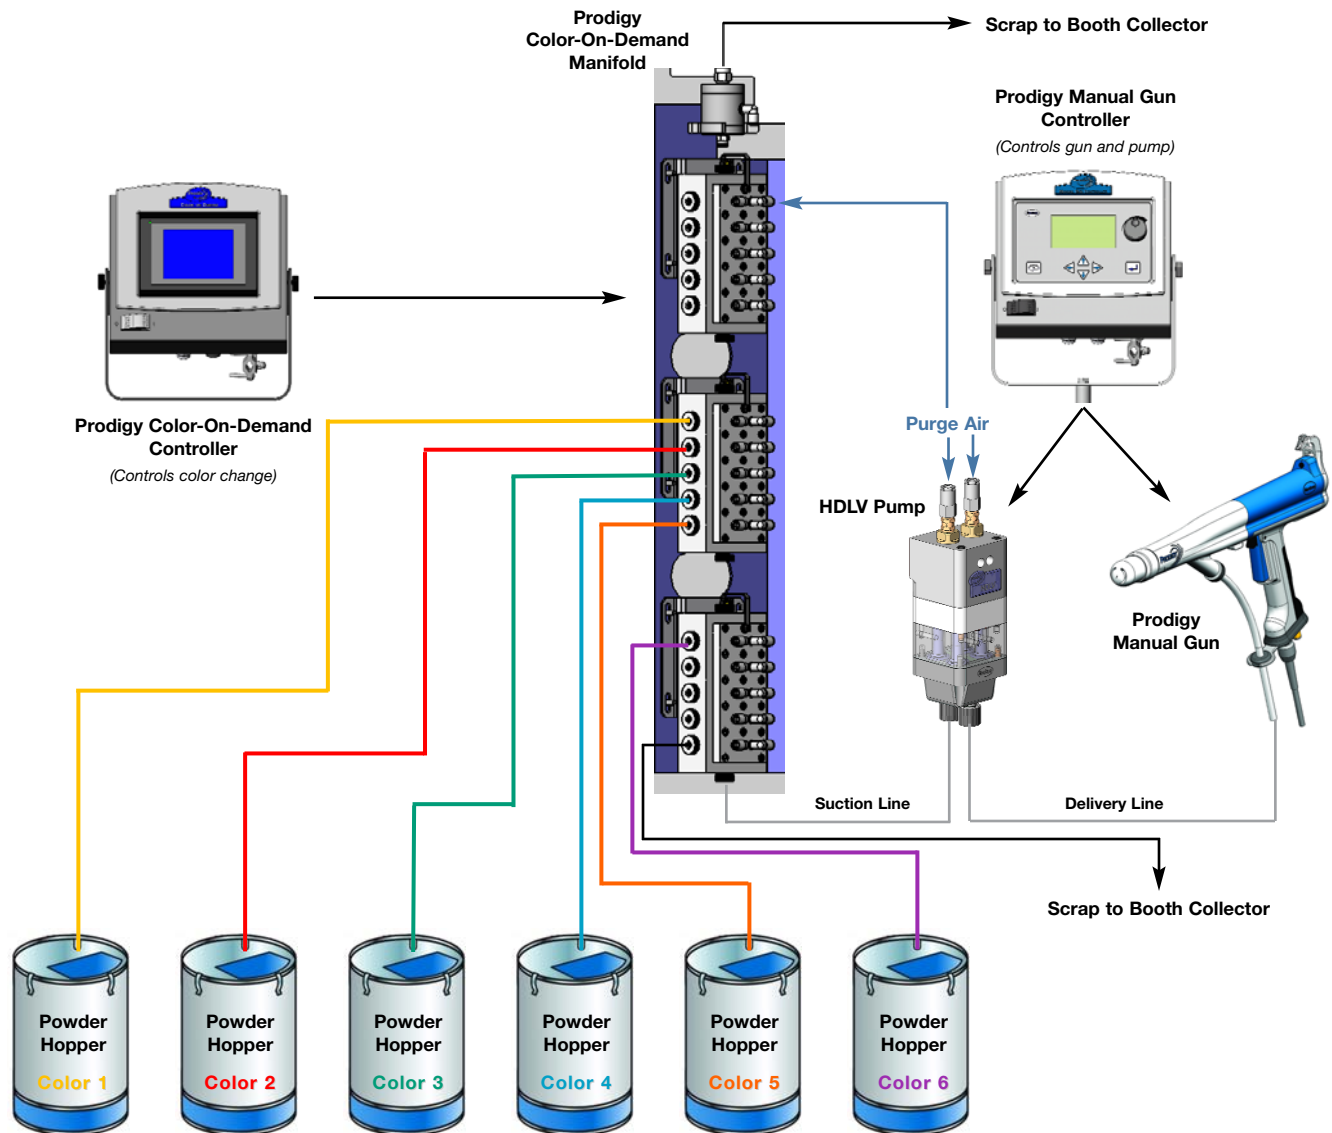 Prodigy
Color-On-Demand
Manifold
Scrap to Booth Collector
Prodigy Manual Gun
Controller
(Controls gun and pump)
Prodigy Color-On-Demand
Controller
(Controls color change)
Purge Air
HDLV Pump
Prodigy
Manual Gun
Suction Line
Delivery Line
Scrap to Booth Collector
Powder
Hopper
Color 1
Powder
Hopper
Color 2
Powder
Hopper
Color 3
Powder
Hopper
Color 4
Powder
Hopper
Color 5
Powder
Hopper
Color 6